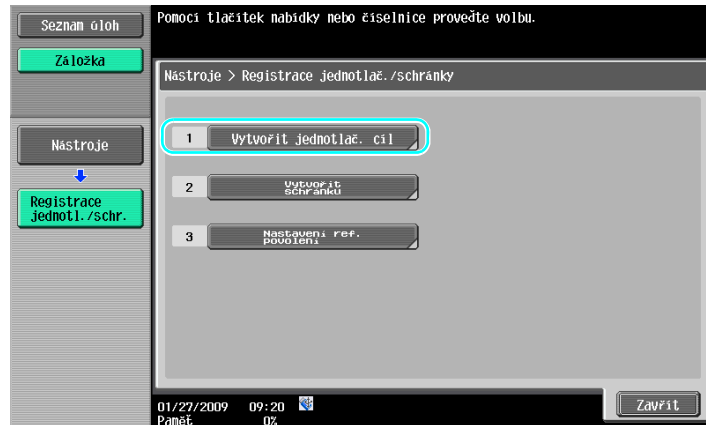 Seznam úloh
Pomocí tlačítek nabídky nebo číselnice proveďte volbu.
Záložka
Nástroje > Registrace jednotlač./schránky
Nástroje
Registrace
jednotl./schr.
1 Vytvořit jednotlač. cíl
2 Vytvořit
schránku
3 Nastavení ref.
povolení
01/27/2009 09:20
Paměť 0%
Zavřít